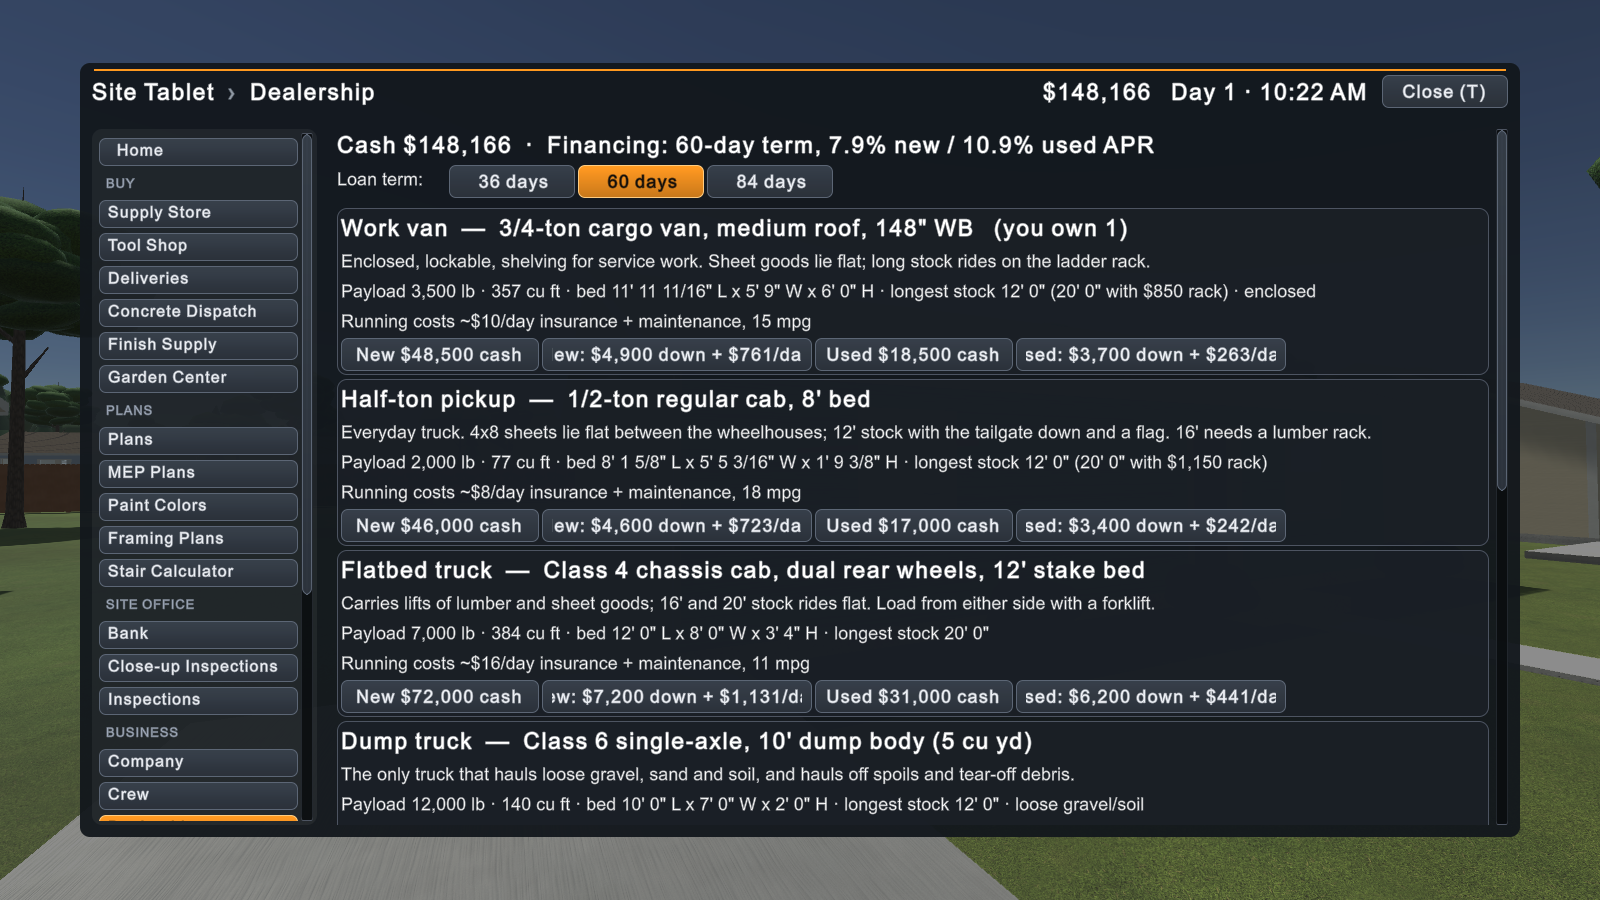 Site Tablet › Dealership
$148,166 Day 1 · 10:22 AM
Close (T)
Home
BUY
Supply Store
Tool Shop
Deliveries
Concrete Dispatch
Finish Supply
Garden Center
PLANS
Plans
MEP Plans
Paint Colors
Framing Plans
Stair Calculator
SITE OFFICE
Bank
Close-up Inspections
Inspections
BUSINESS
Company
Crew
Cash $148,166 · Financing: 60-day term, 7.9% new / 10.9% used APR
Loan term: 36 days 60 days 84 days
Work van — 3/4-ton cargo van, medium roof, 148" WB (you own 1)
Enclosed, lockable, shelving for service work. Sheet goods lie flat; long stock rides on the ladder rack.
Payload 3,500 lb · 357 cu ft · bed 11' 11 11/16" L x 5' 9" W x 6' 0" H · longest stock 12' 0" (20' 0" with $850 rack) · enclosed
Running costs ~$10/day insurance + maintenance, 15 mpg
New $48,500 cash ew: $4,900 down + $761/da Used $18,500 cash sed: $3,700 down + $263/da
Half-ton pickup — 1/2-ton regular cab, 8' bed
Everyday truck. 4x8 sheets lie flat between the wheelhouses; 12' stock with the tailgate down and a flag. 16' needs a lumber rack.
Payload 2,000 lb · 77 cu ft · bed 8' 1 5/8" L x 5' 5 3/16" W x 1' 9 3/8" H · longest stock 12' 0" (20' 0" with $1,150 rack)
Running costs ~$8/day insurance + maintenance, 18 mpg
New $46,000 cash ew: $4,600 down + $723/da Used $17,000 cash sed: $3,400 down + $242/da
Flatbed truck — Class 4 chassis cab, dual rear wheels, 12' stake bed
Carries lifts of lumber and sheet goods; 16' and 20' stock rides flat. Load from either side with a forklift.
Payload 7,000 lb · 384 cu ft · bed 12' 0" L x 8' 0" W x 3' 4" H · longest stock 20' 0"
Running costs ~$16/day insurance + maintenance, 11 mpg
New $72,000 cash ew: $7,200 down + $1,131/da Used $31,000 cash sed: $6,200 down + $441/da
Dump truck — Class 6 single-axle, 10' dump body (5 cu yd)
The only truck that hauls loose gravel, sand and soil, and hauls off spoils and tear-off debris.
Payload 12,000 lb · 140 cu ft · bed 10' 0" L x 7' 0" W x 2' 0" H · longest stock 12' 0" · loose gravel/soil